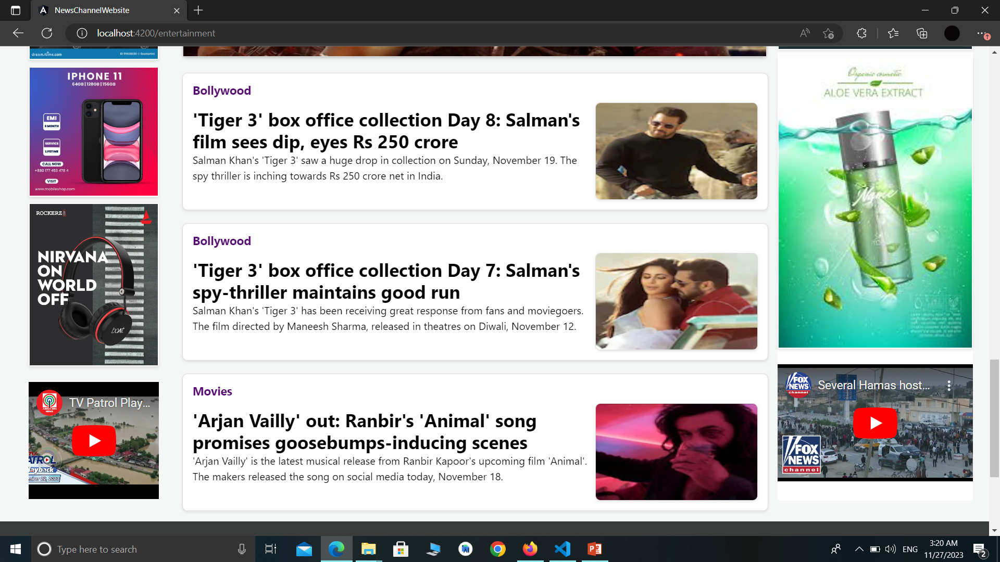 NewsChannelWebsite
localhost:4200/entertainment
dreamstime.com
ID 99658030 © Seamartini
IPHONE 11
64GB | 128GB | 156GB
EMI
6 MONTH
SERVICE
LIFETIME
CALL NOW
+880 177 453 478 4
VISIT
www.mobileshop.com
ROCKERZ
NIRVANA
ON
WORLD
OFF
boAt
TV Patrol Play...
Bollywood
'Tiger 3' box office collection Day 8: Salman's
film sees dip, eyes Rs 250 crore
Salman Khan's 'Tiger 3' saw a huge drop in collection on Sunday, November 19. The
spy thriller is inching towards Rs 250 crore net in India.
Bollywood
'Tiger 3' box office collection Day 7: Salman's
spy-thriller maintains good run
Salman Khan's 'Tiger 3' has been receiving great response from fans and moviegoers.
The film directed by Maneesh Sharma, released in theatres on Diwali, November 12.
Movies
'Arjan Vailly' out: Ranbir's 'Animal' song
promises goosebumps-inducing scenes
'Arjan Vailly' is the latest musical release from Ranbir Kapoor's upcoming film 'Animal'.
The makers released the song on social media today, November 18.
Organic cosmetic
ALOE VERA EXTRACT
Name
FOX
NEWS
channel
Several Hamas host...
FOX
NEWS
channel
Type here to search
ENG
3:20 AM
11/27/2023
2